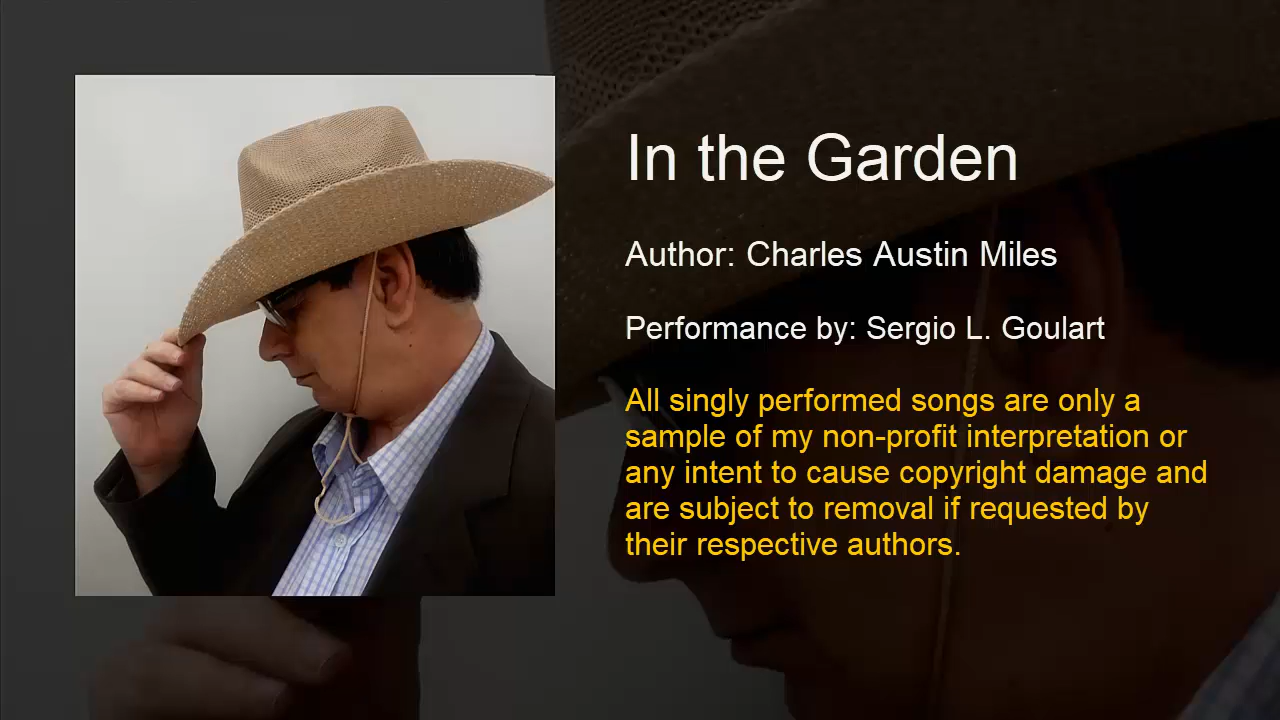 In the Garden
Author: Charles Austin Miles
Performance by: Sergio L. Goulart
All singly performed songs are only a
sample of my non-profit interpretation or
any intent to cause copyright damage and
are subject to removal if requested by
their respective authors.